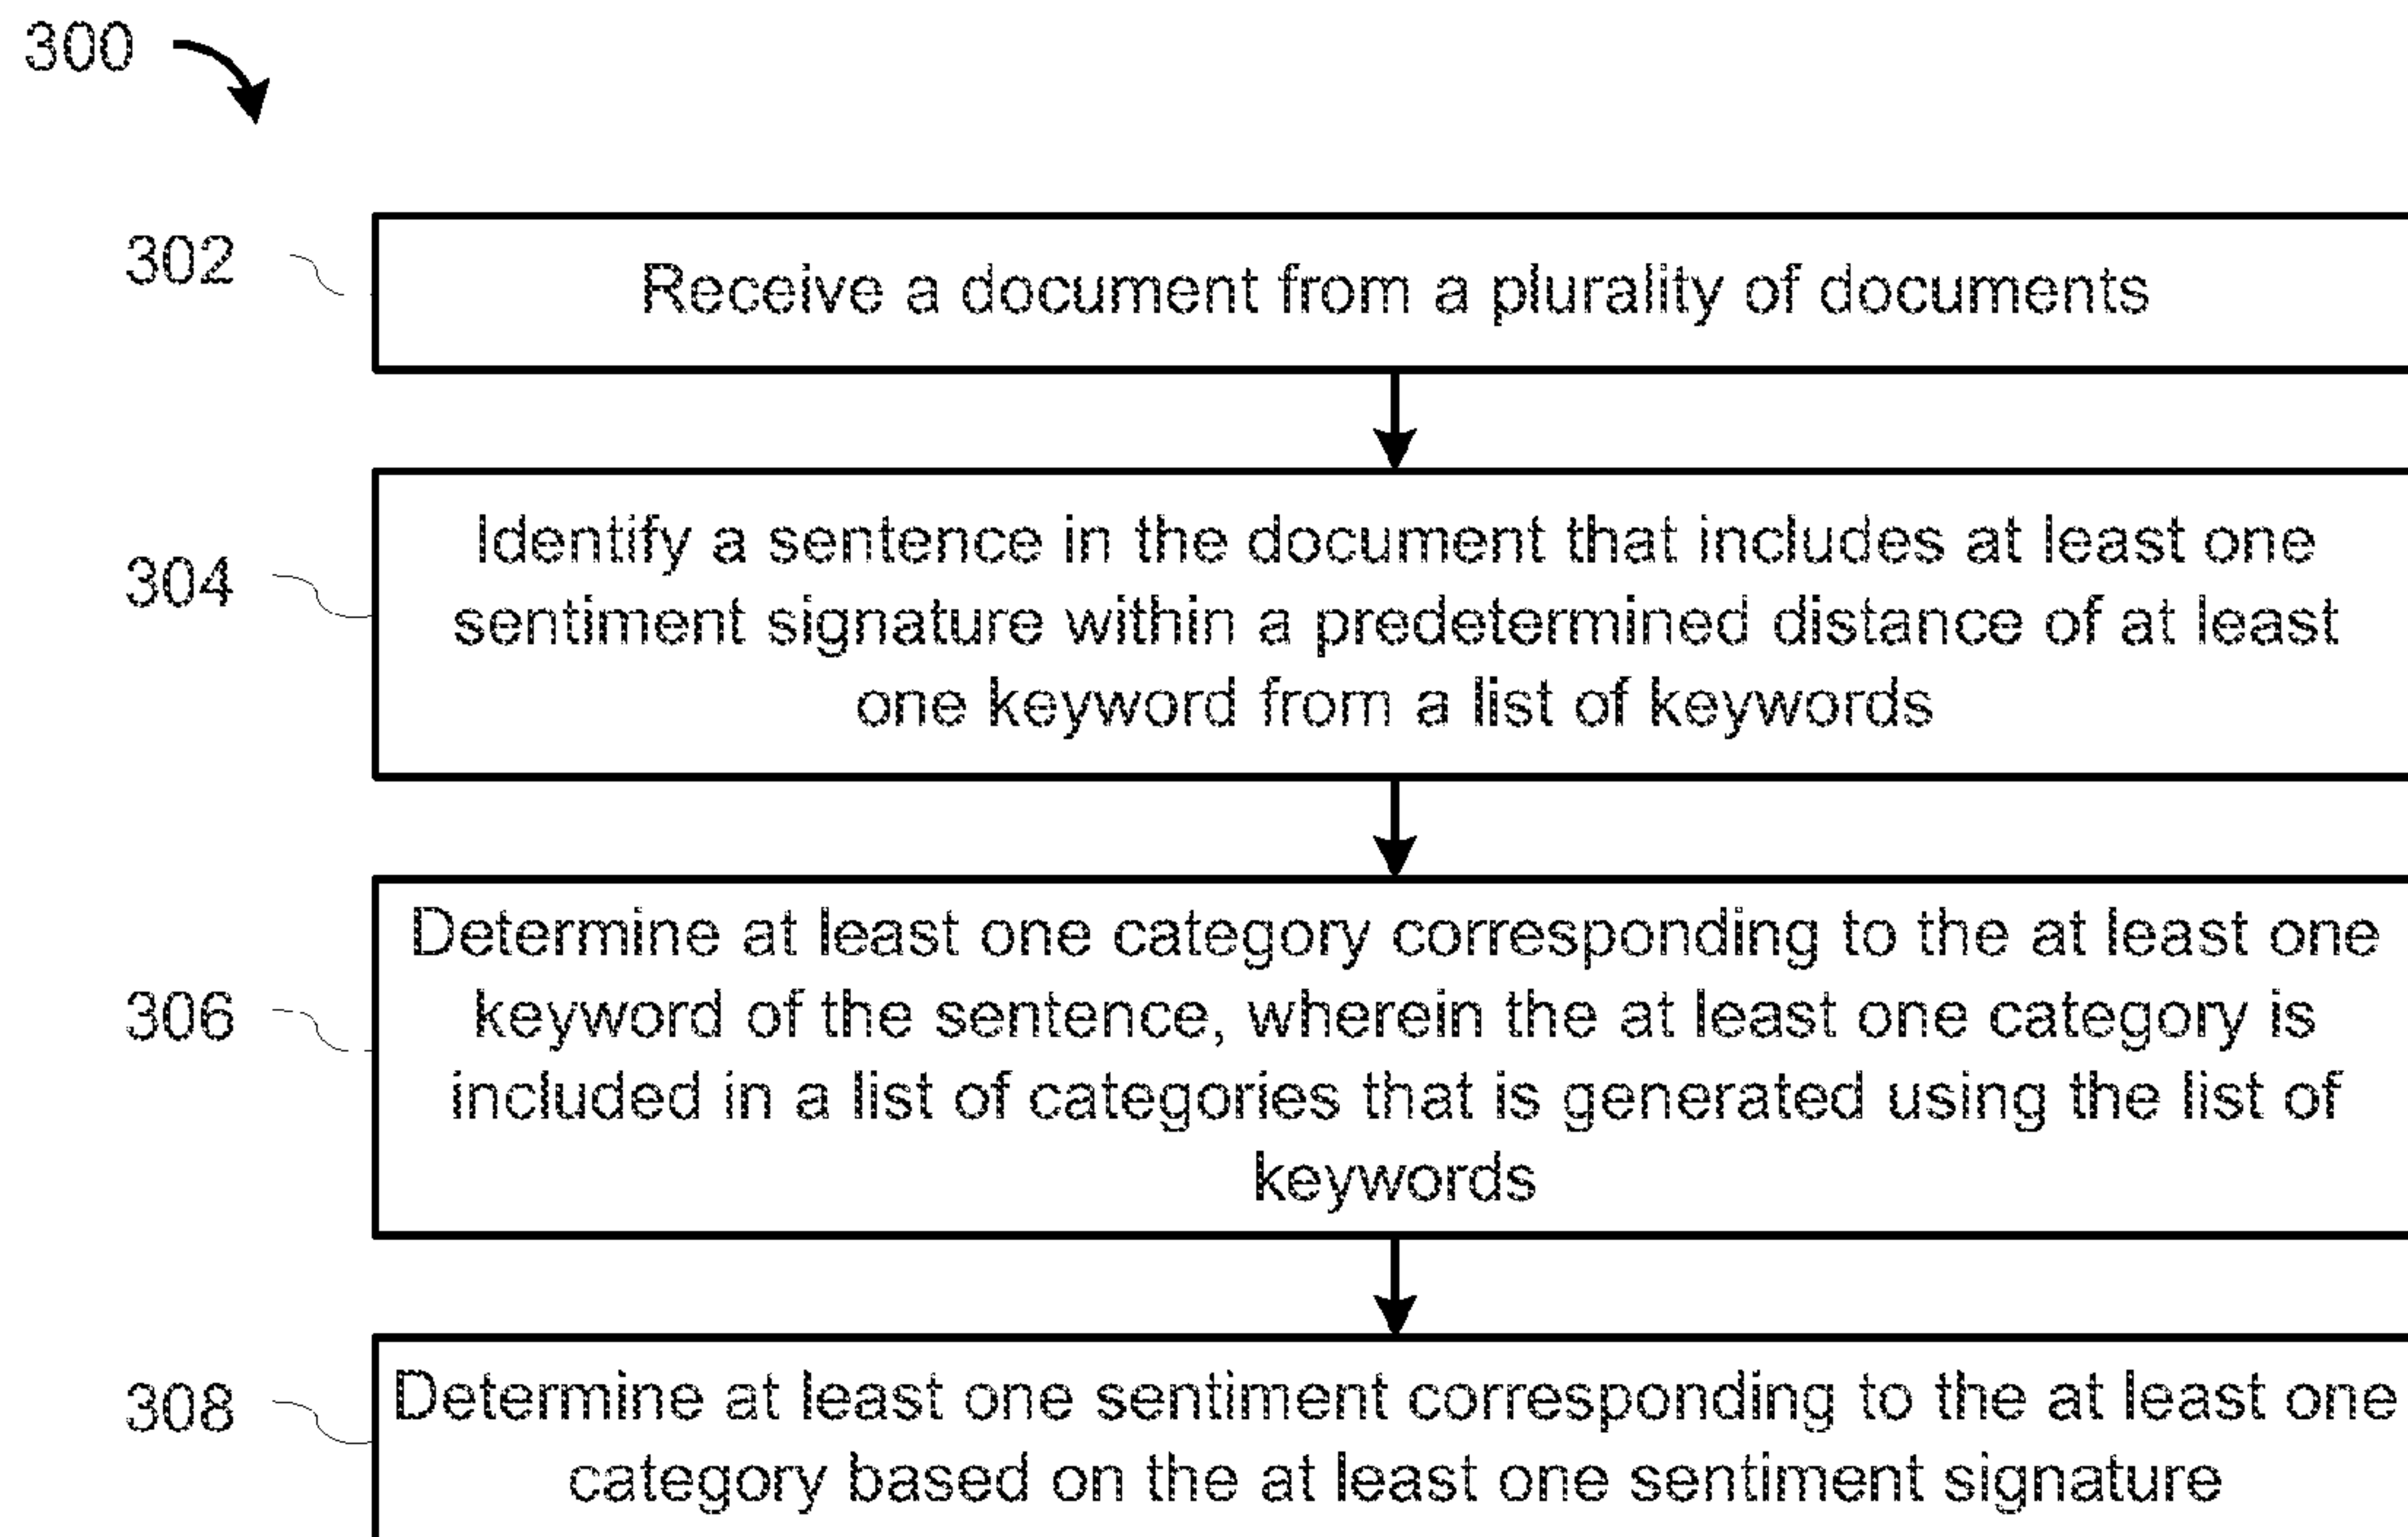 300
302
Receive a document from a plurality of documents
304
Identify a sentence in the document that includes at least one
sentiment signature within a predetermined distance of at least
one keyword from a list of keywords
306
Determine at least one category corresponding to the at least one
keyword of the sentence, wherein the at least one category is
included in a list of categories that is generated using the list of
keywords
308
Determine at least one sentiment corresponding to the at least one
category based on the at least one sentiment signature